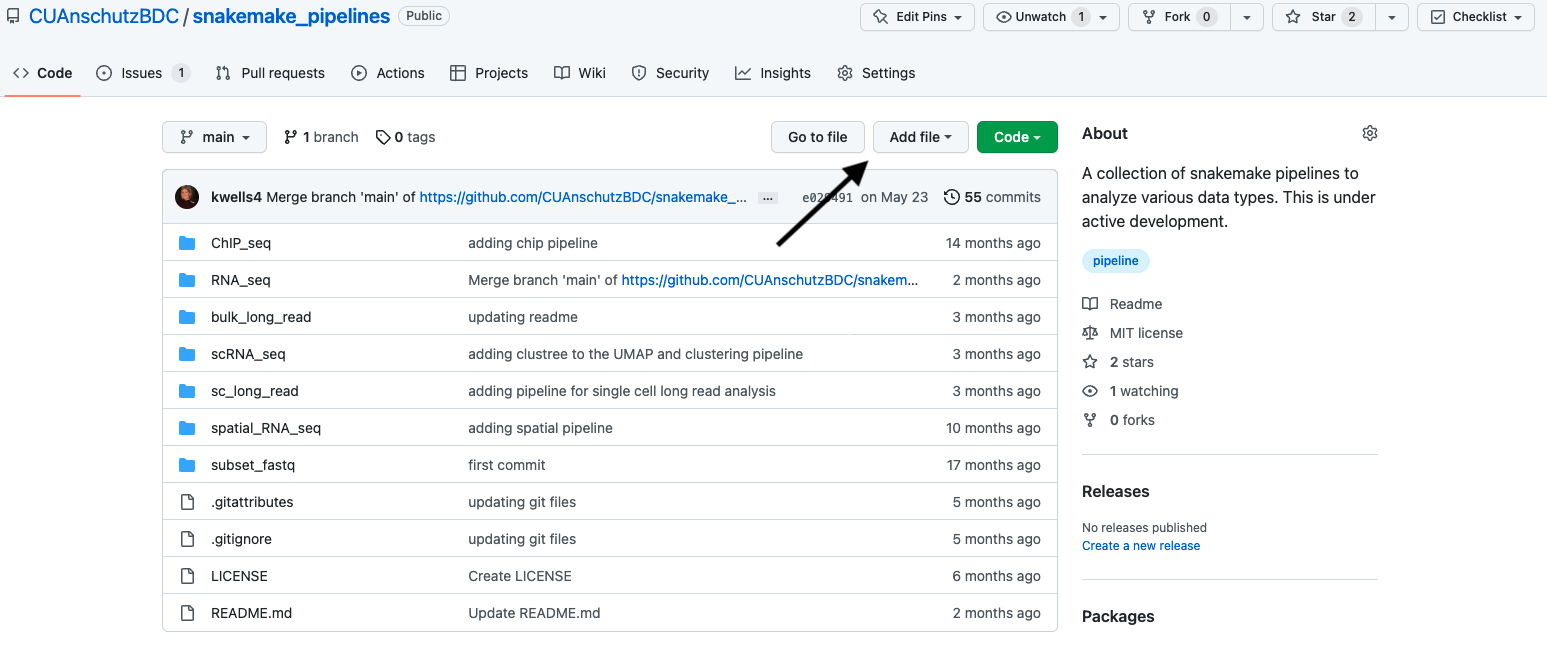 CUAnschutzBDC / snakemake_pipelines Public Edit Pins Unwatch 1 Fork 0 Star 2 Checklist
<> Code Issues 1 Pull requests Actions Projects Wiki Security Insights Settings
main 1 branch 0 tags Go to file Add file Code
kwells4 Merge branch 'main' of https://github.com/CUAnschutzBDC/snakemake_... ... on May 23 55 commits
ChIP_seq adding chip pipeline 14 months ago
RNA_seq Merge branch 'main' of https://github.com/CUAnschutzBDC/snakem... 2 months ago
bulk_long_read updating readme 3 months ago
scRNA_seq adding clustree to the UMAP and clustering pipeline 3 months ago
sc_long_read adding pipeline for single cell long read analysis 3 months ago
spatial_RNA_seq adding spatial pipeline 10 months ago
subset_fastq first commit 17 months ago
.gitattributes updating git files 5 months ago
.gitignore updating git files 5 months ago
LICENSE Create LICENSE 6 months ago
README.md Update README.md 2 months ago
About
A collection of snakemake pipelines to
analyze various data types. This is under
active development.
pipeline
Readme
MIT license
2 stars
1 watching
0 forks
Releases
No releases published
Create a new release
Packages